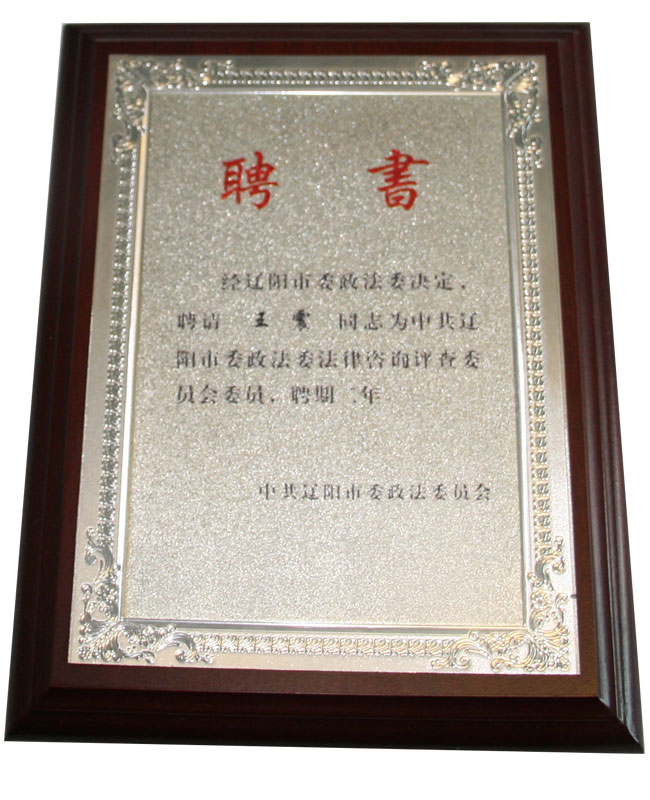 聘 书
经辽阳市委政法委决定，
聘请 王震 同志为中共辽
阳市委政法委法律咨询评查委
员会委员，聘期二年
中共辽阳市委政法委员会